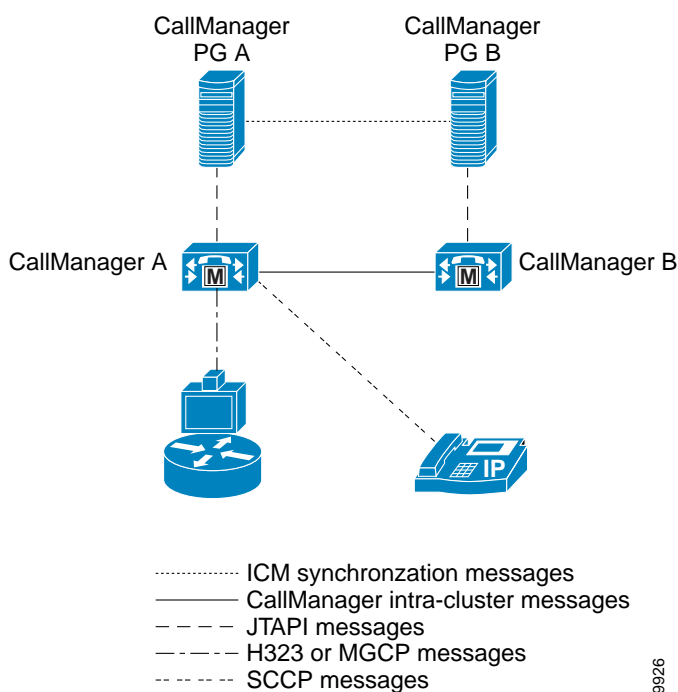 CallManager
PG A
CallManager
PG B
CallManager A
M
M
CallManager B
IP
ICM synchronzation messages
CallManager intra-cluster messages
JTAPI messages
H323 or MGCP messages
SCCP messages